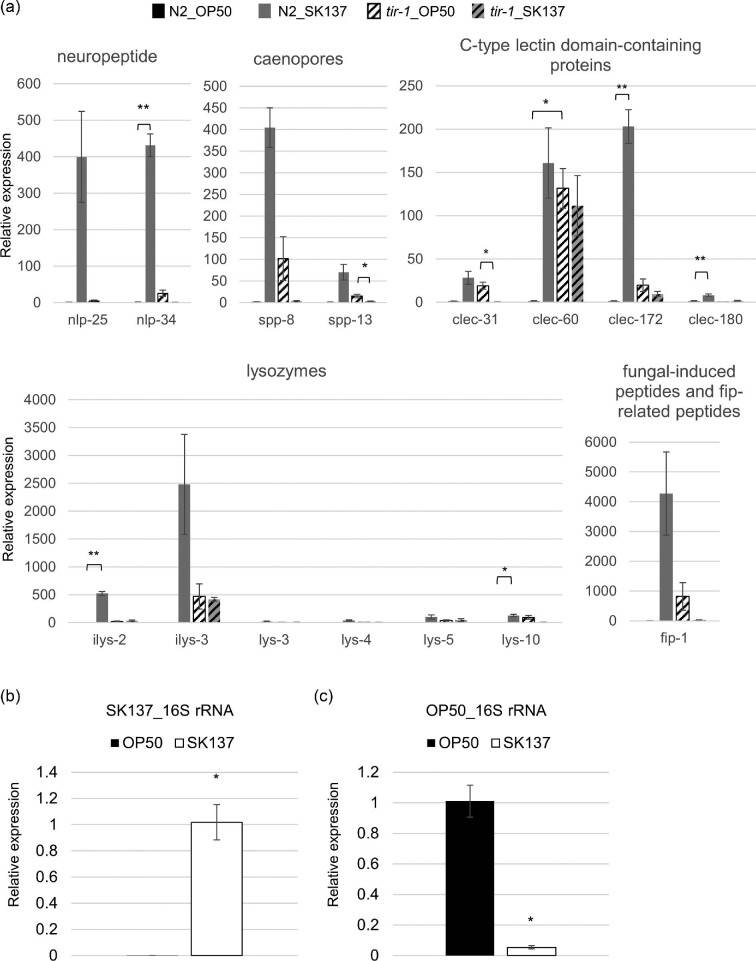 (a)
N2_OP50 N2_SK137 tir-1_OP50 tir-1_SK137
neuropeptide
caenopores
C-type lectin domain-containing
proteins
Relative expression
600
500
400
300
200
100
0
**
nlp-25 nlp-34
500
450
400
350
300
250
200
150
100
50
0
*
spp-8 spp-13
250
200
150
100
50
0
*
*
**
**
clec-31 clec-60 clec-172 clec-180
lysozymes
fungal-induced
peptides and fip-
related peptides
Relative expression
4000
3500
3000
2500
2000
1500
1000
500
0
**
*
ilys-2 ilys-3 lys-3 lys-4 lys-5 lys-10
6000
5000
4000
3000
2000
1000
0
fip-1
(b)
SK137_16S rRNA
OP50 SK137
Relative expression
1.4
1.2
1
0.8
0.6
0.4
0.2
0
*
(c)
OP50_16S rRNA
OP50 SK137
Relative expression
1.2
1
0.8
0.6
0.4
0.2
0
*